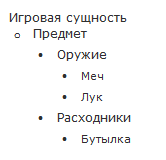 Игровая сущность
Предмет
Оружие
Меч
Лук
Расходники
Бутылка